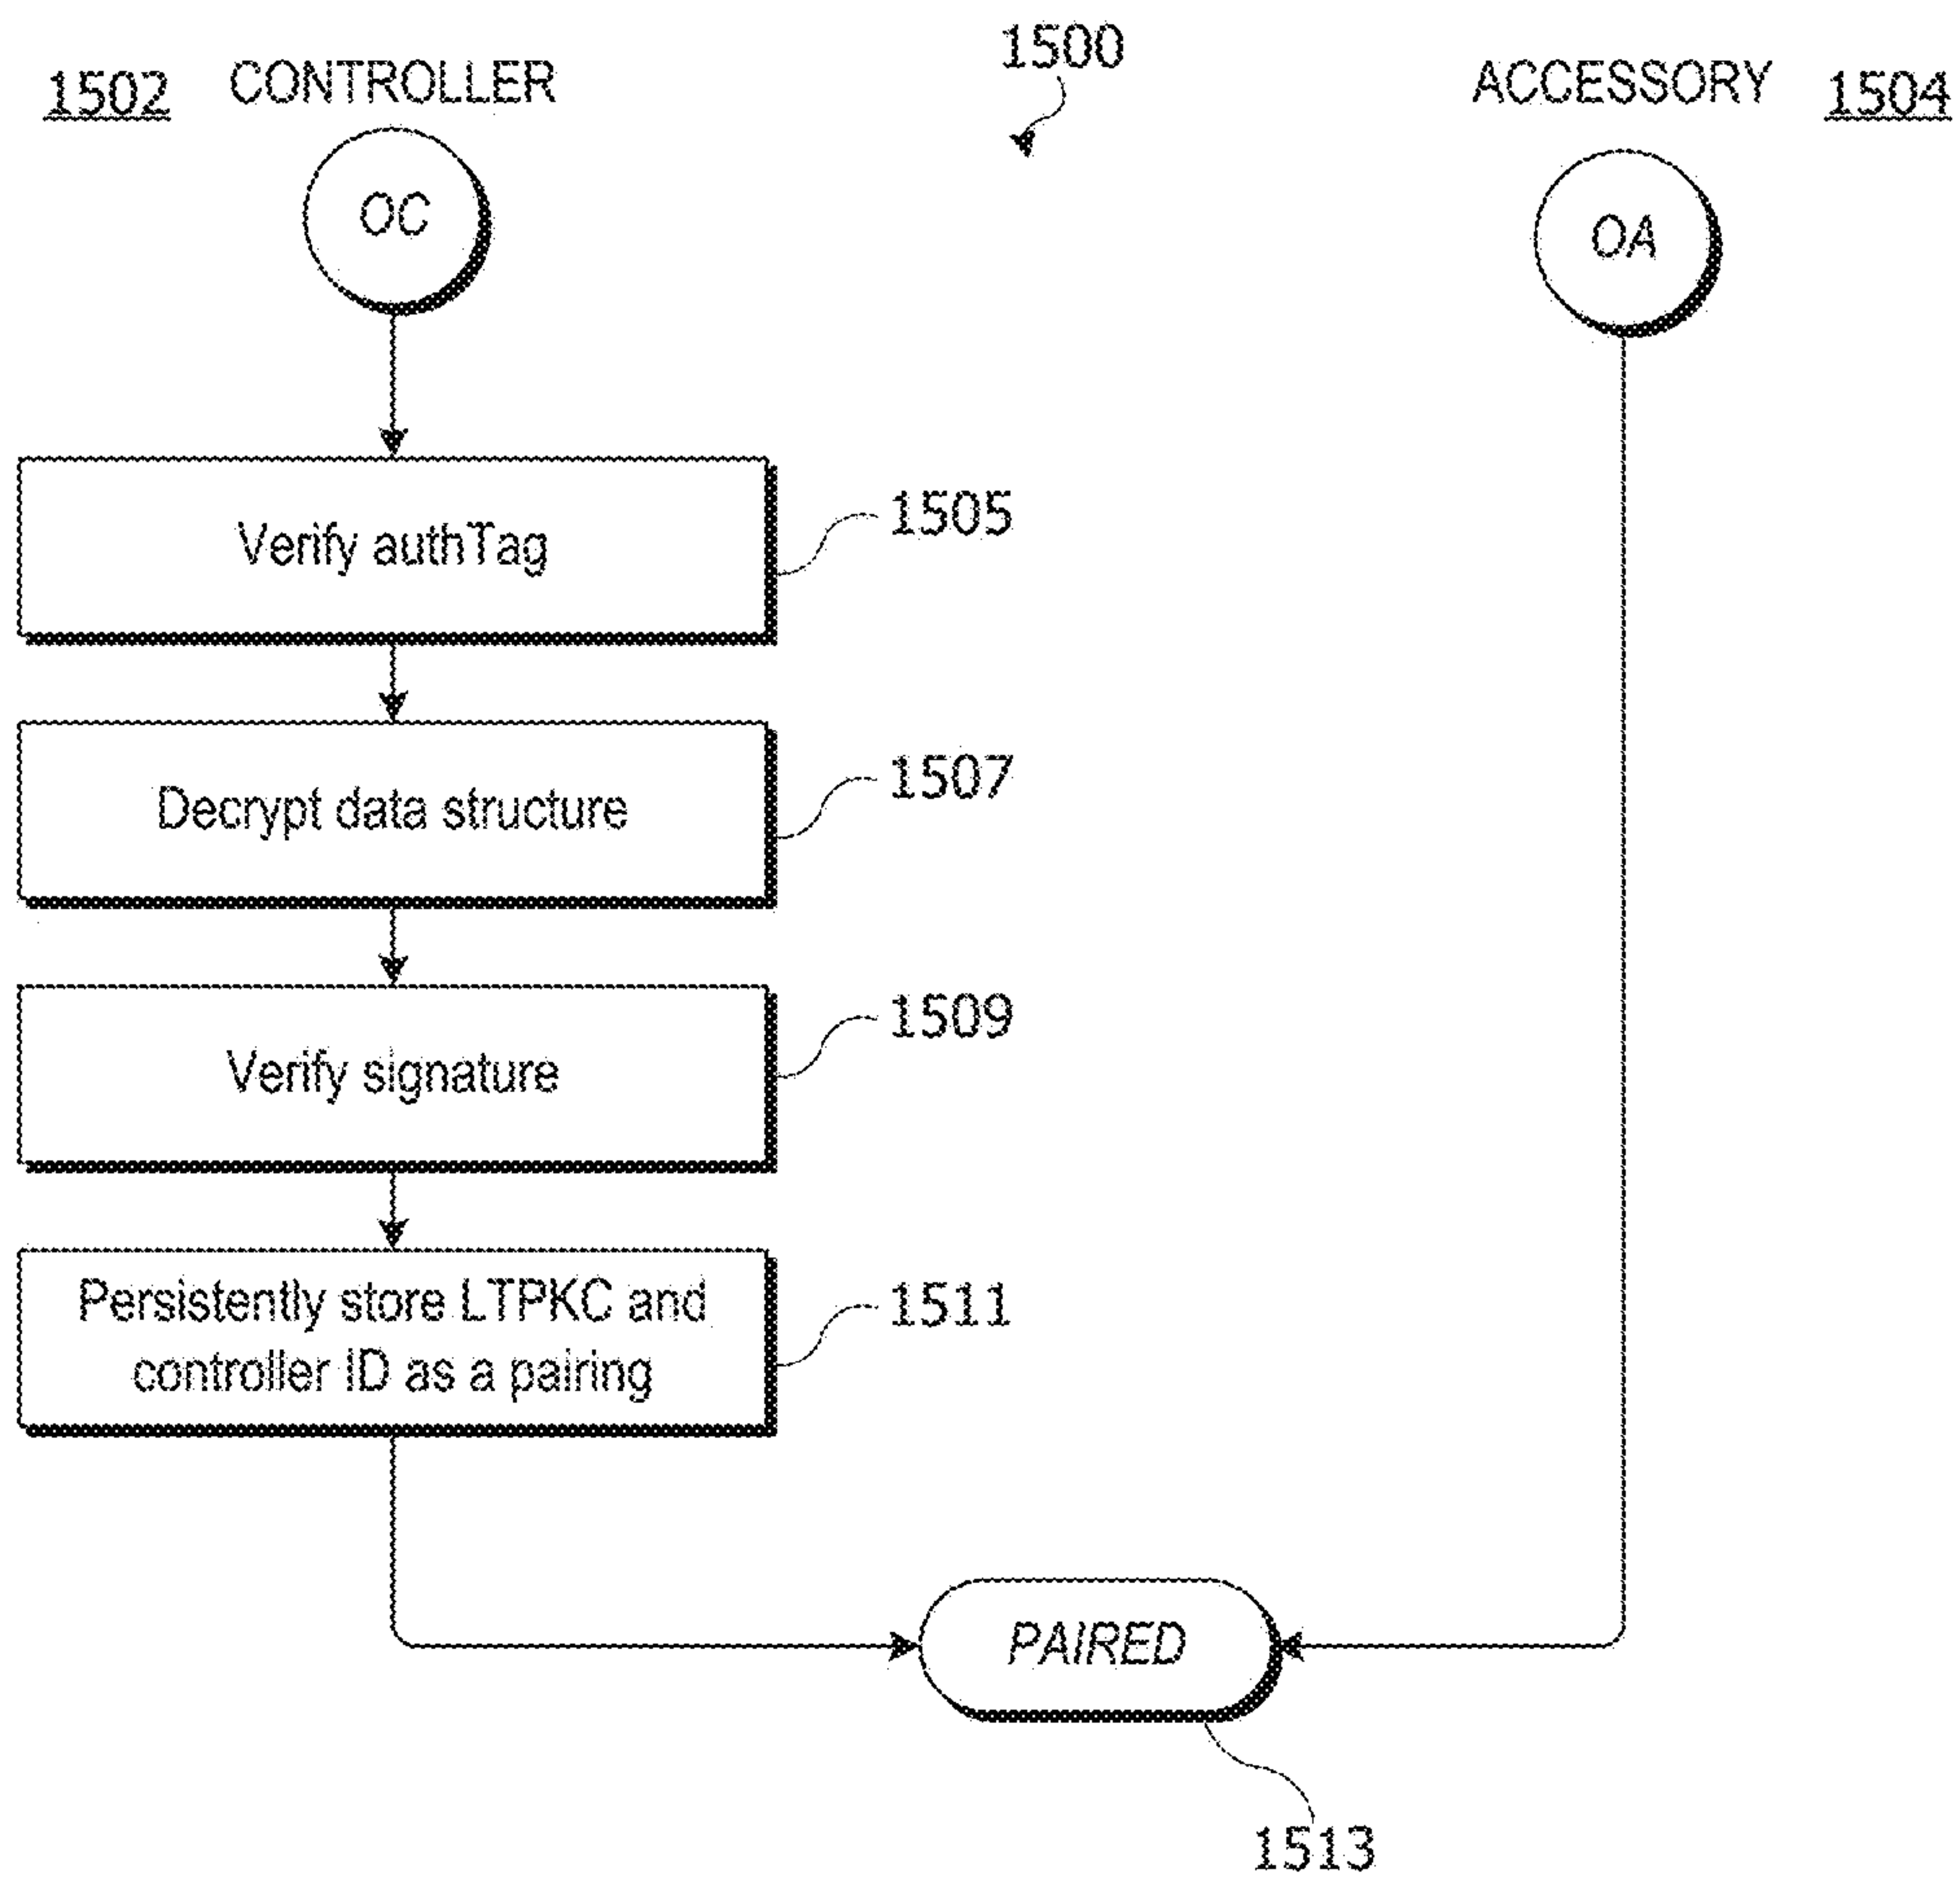 1500
1502 CONTROLLER
ACCESSORY 1504
OC
OA
Verify authTag
1505
Decrypt data structure
1507
Verify signature
1509
Persistently store LTPKC and
controller ID as a pairing
1511
PAIRED
1513